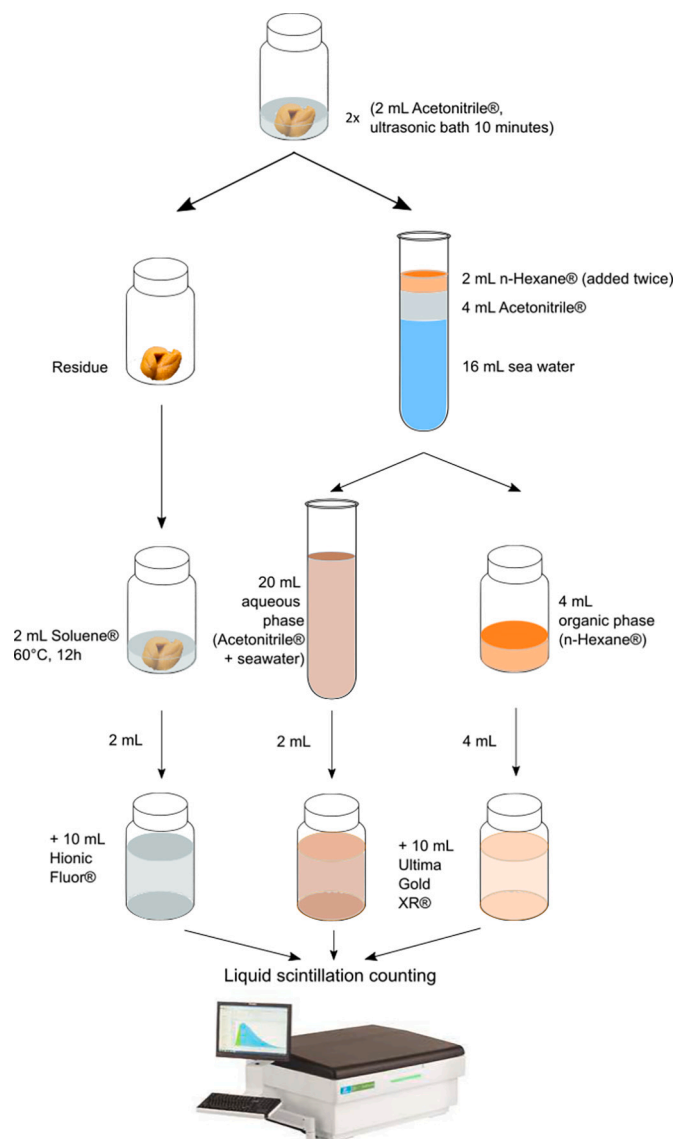 2x (2 mL Acetonitrile®,
ultrasonic bath 10 minutes)
2 mL n-Hexane® (added twice)
4 mL Acetonitrile®
16 mL sea water
Residue
2 mL Soluene®
60°C, 12h
20 mL
aqueous
phase
(Acetonitrile®
+ seawater)
4 mL
organic phase
(n-Hexane®)
2 mL
2 mL
4 mL
+ 10 mL
Hionic
Fluor®
+ 10 mL
Ultima
Gold
XR®
Liquid scintillation counting